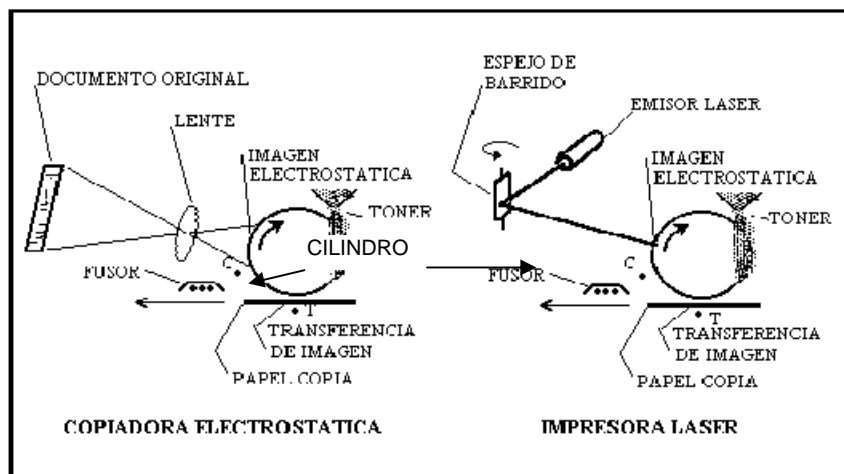 DOCUMENTO ORIGINAL
LENTE
IMAGEN
ELECTROSTATICA
TONER
CILINDRO
C
FUSOR
T
TRANSFERENCIA
DE IMAGEN
PAPEL COPIA
COPIADORA ELECTROSTATICA
ESPEJO DE
BARRIDO
EMISOR LASER
IMAGEN
ELECTROSTATICA
TONER
C
FUSOR
T
TRANSFERENCIA
DE IMAGEN
PAPEL COPIA
IMPRESORA LASER